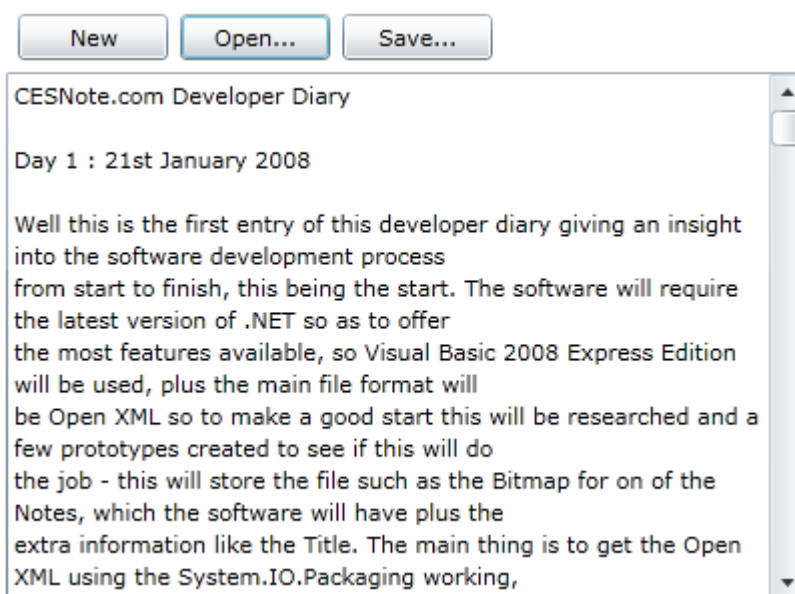 New Open... Save...
CESNote.com Developer Diary
Day 1 : 21st January 2008
Well this is the first entry of this developer diary giving an insight
into the software development process
from start to finish, this being the start. The software will require
the latest version of .NET so as to offer
the most features available, so Visual Basic 2008 Express Edition
will be used, plus the main file format will
be Open XML so to make a good start this will be researched and a
few prototypes created to see if this will do
the job - this will store the file such as the Bitmap for on of the
Notes, which the software will have plus the
extra information like the Title. The main thing is to get the Open
XML using the System.IO.Packaging working,